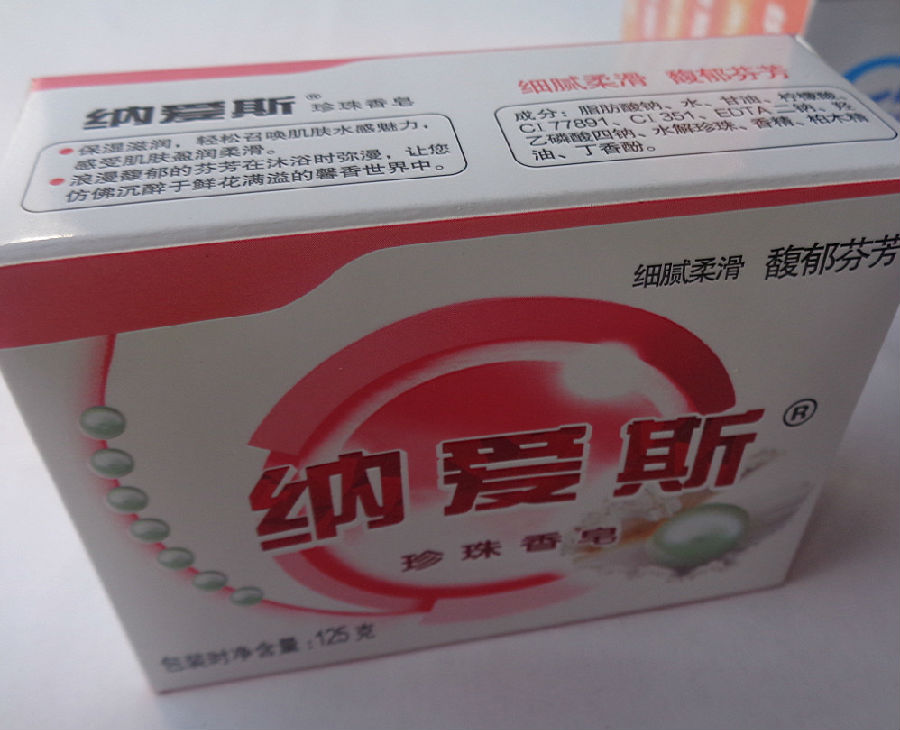 纳爱斯® 珍珠香皂
●保湿滋润，轻松召唤肌肤水感魅力，
感受肌肤盈润柔滑。
●浪漫馥郁的芬芳在沐浴时弥漫，让您
仿佛沉醉于鲜花满溢的馨香世界中。
细腻柔滑 馥郁芬芳
成分：脂肪酸钠、水、甘油、柠檬酸、
CI 77891、CI 351、EDTA二钠、羟
乙磷酸四钠、水解珍珠、香精、柏木精
油、丁香酚。
细腻柔滑 馥郁芬芳
纳爱斯®
珍珠香皂
包装时净含量：125克